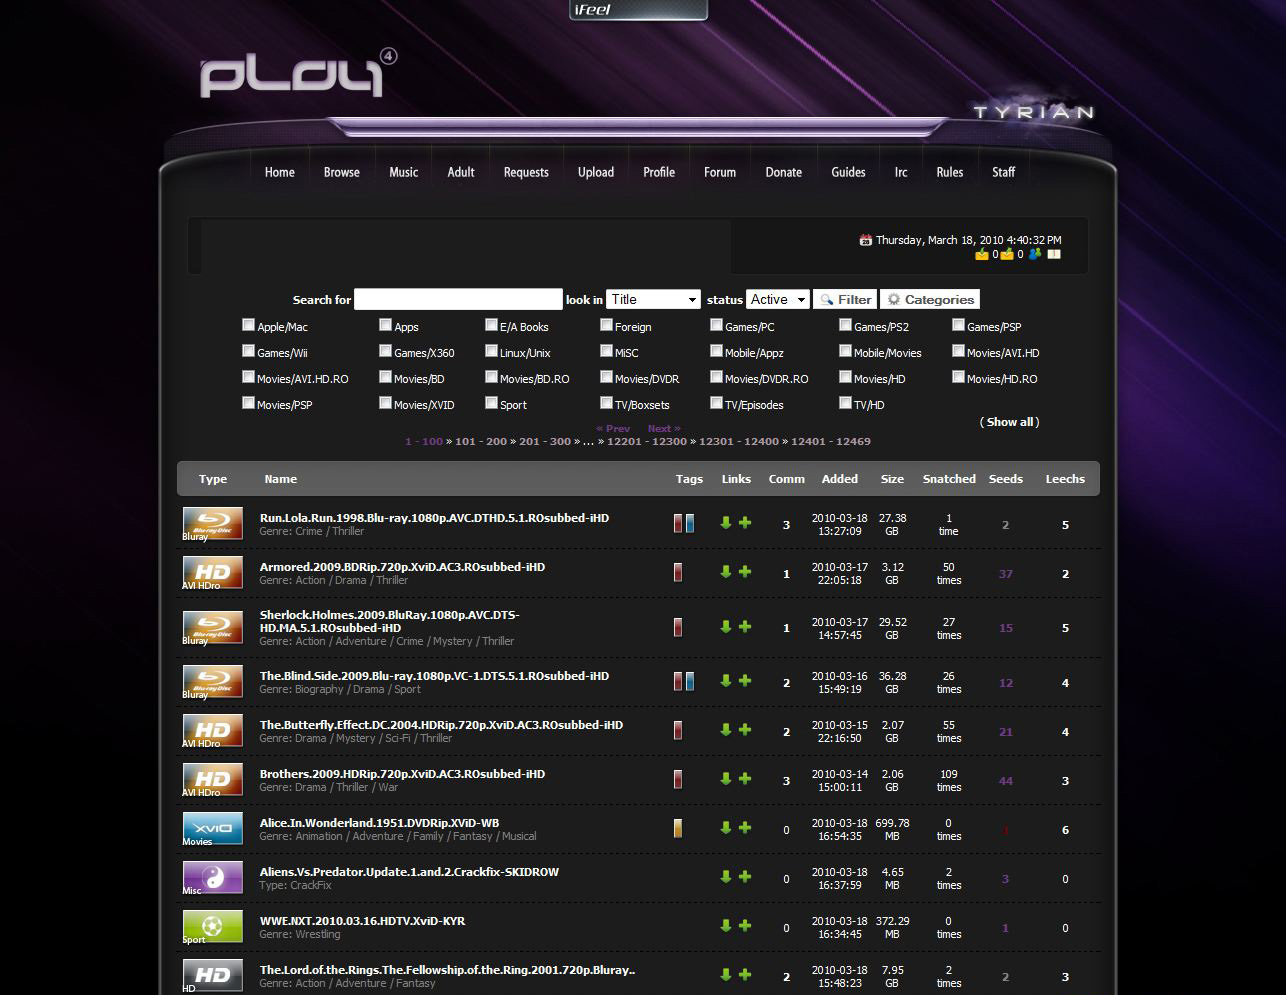 iFeel
pLay 4
TYRIAN
Home Browse Music Adult Requests Upload Profile Forum Donate Guides Irc Rules Staff
Thursday, March 18, 2010 4:40:32 PM
0 0
Search for look in Title status Active Filter Categories
Apple/Mac Apps E/A Books Foreign Games/PC Games/PS2 Games/PSP
Games/Wii Games/X360 Linux/Unix MiSC Mobile/Appz Mobile/Movies Movies/AVI.HD
Movies/AVI.HD.RO Movies/BD Movies/BD.RO Movies/DVDR Movies/DVDR.RO Movies/HD Movies/HD.RO
Movies/PSP Movies/XVID Sport TV/Boxsets TV/Episodes TV/HD
( Show all )
« Prev Next »
1 - 100 » 101 - 200 » 201 - 300 » ... » 12201 - 12300 » 12301 - 12400 » 12401 - 12469
Type Name Tags Links Comm Added Size Snatched Seeds Leechs
Blu-ray Disc
Bluray
Run.Lola.Run.1998.Blu-ray.1080p.AVC.DTHD.5.1.ROsubbed-iHD
Genre: Crime / Thriller
3
2010-03-18
13:27:09
27.38
GB
1
time
2
5
HD
AVI HDro
Armored.2009.BDRip.720p.XviD.AC3.ROsubbed-iHD
Genre: Action / Drama / Thriller
1
2010-03-17
22:05:18
3.12
GB
50
times
37
2
Blu-ray Disc
Bluray
Sherlock.Holmes.2009.BluRay.1080p.AVC.DTS-
HD.MA.5.1.ROsubbed-iHD
Genre: Action / Adventure / Crime / Mystery / Thriller
1
2010-03-17
14:57:45
29.52
GB
27
times
15
5
Blu-ray Disc
Bluray
The.Blind.Side.2009.Blu-ray.1080p.VC-1.DTS.5.1.ROsubbed-iHD
Genre: Biography / Drama / Sport
2
2010-03-16
15:49:19
36.28
GB
26
times
12
4
HD
AVI HDro
The.Butterfly.Effect.DC.2004.HDRip.720p.XviD.AC3.ROsubbed-iHD
Genre: Drama / Mystery / Sci-Fi / Thriller
2
2010-03-15
22:16:50
2.07
GB
55
times
21
4
HD
AVI HDro
Brothers.2009.HDRip.720p.XviD.AC3.ROsubbed-iHD
Genre: Drama / Thriller / War
3
2010-03-14
15:00:11
2.06
GB
109
times
44
3
XViD
Movies
Alice.In.Wonderland.1951.DVDRip.XViD-WB
Genre: Animation / Adventure / Family / Fantasy / Musical
0
2010-03-18
16:54:35
699.78
MB
0
times
1
6
Misc
Aliens.Vs.Predator.Update.1.and.2.Crackfix-SKIDROW
Type: CrackFix
0
2010-03-18
16:37:59
4.65
MB
2
times
3
0
Sport
WWE.NXT.2010.03.16.HDTV.XviD-KYR
Genre: Wrestling
0
2010-03-18
16:34:45
372.29
MB
0
times
1
0
HD
HD
The.Lord.of.the.Rings.The.Fellowship.of.the.Ring.2001.720p.Bluray..
Genre: Action / Adventure / Fantasy
2
2010-03-18
15:48:23
7.95
GB
2
times
2
3